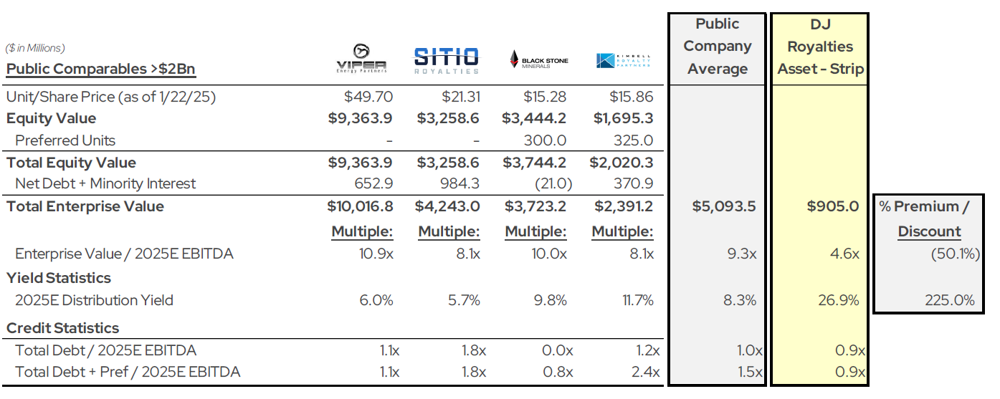 Public DJ
Company Royalties
Average Asset - Strip
($ in Millions)
Public Comparables >$2Bn VIPER Energy Partners SITIO ROYALTIES BLACK STONE MINERALS KIMBELL ROYALTY PARTNERS
Unit/Share Price (as of 1/22/25) $49.70 $21.31 $15.28 $15.86
Equity Value $9,363.9 $3,258.6 $3,444.2 $1,695.3
Preferred Units - - 300.0 325.0
Total Equity Value $9,363.9 $3,258.6 $3,744.2 $2,020.3
Net Debt + Minority Interest 652.9 984.3 (21.0) 370.9
Total Enterprise Value $10,016.8 $4,243.0 $3,723.2 $2,391.2 $5,093.5 $905.0 % Premium /
Multiple: Multiple: Multiple: Multiple: Discount
Enterprise Value / 2025E EBITDA 10.9x 8.1x 10.0x 8.1x 9.3x 4.6x (50.1%)
Yield Statistics
2025E Distribution Yield 6.0% 5.7% 9.8% 11.7% 8.3% 26.9% 225.0%
Credit Statistics
Total Debt / 2025E EBITDA 1.1x 1.8x 0.0x 1.2x 1.0x 0.9x
Total Debt + Pref / 2025E EBITDA 1.1x 1.8x 0.8x 2.4x 1.5x 0.9x